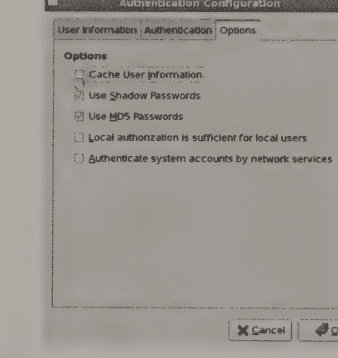 Authentication Configuration
User Information Authentication Options
Options
Cache User Information
Use Shadow Passwords
Use MD5 Passwords
Local authorization is sufficient for local users
Authenticate system accounts by network services
Cancel